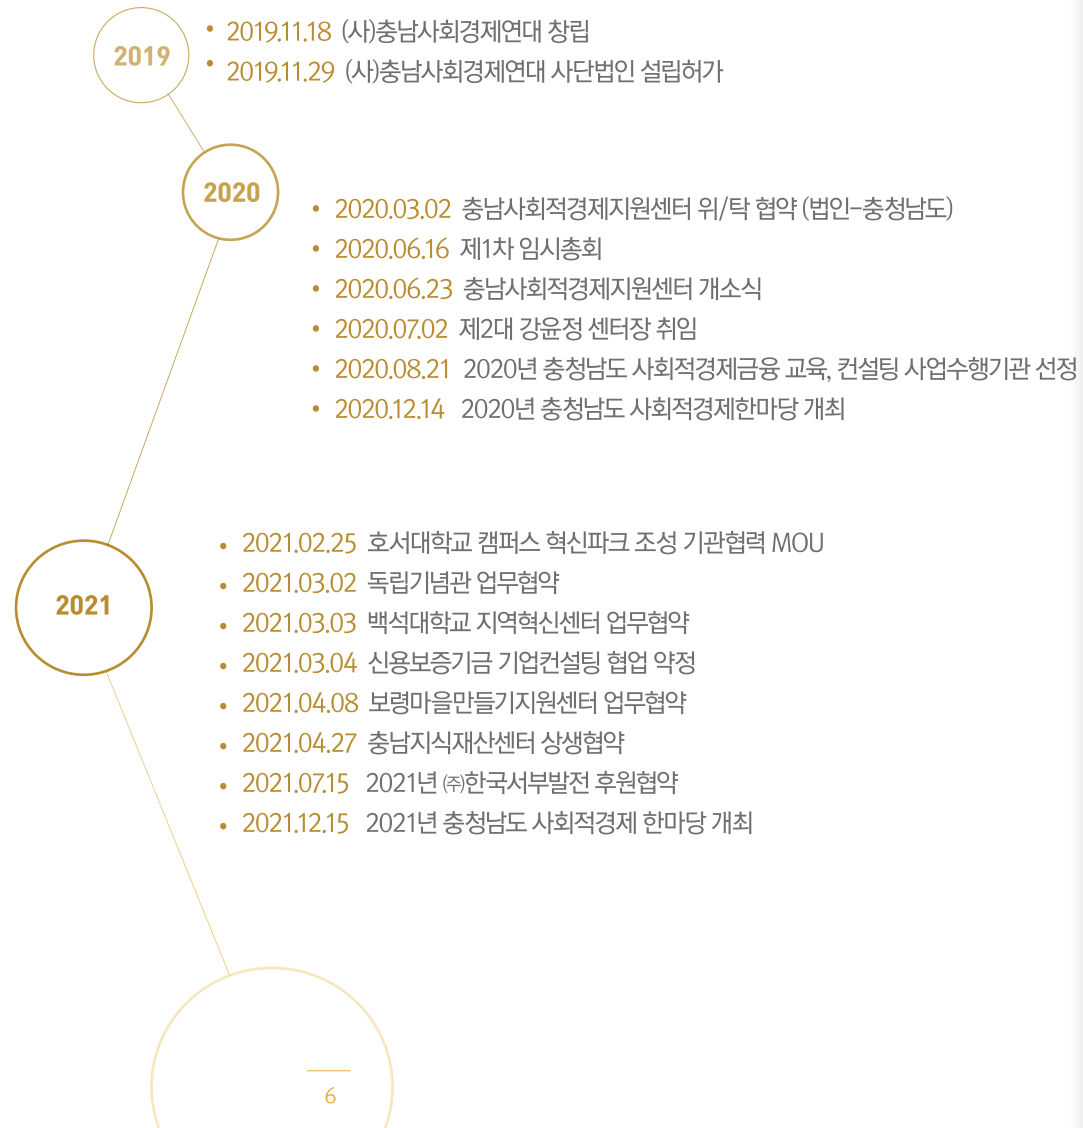 2019
2019.11.18 (사)충남사회경제연대 창립
2019.11.29 (사)충남사회경제연대 사단법인 설립허가
2020
2020.03.02 충남사회적경제지원센터 위/탁 협약 (법인-충청남도)
2020.06.16 제1차 임시총회
2020.06.23 충남사회적경제지원센터 개소식
2020.07.02 제2대 강윤정 센터장 취임
2020.08.21 2020년 충청남도 사회적경제금융 교육, 컨설팅 사업수행기관 선정
2020.12.14 2020년 충청남도 사회적경제한마당 개최
2021
2021.02.25 호서대학교 캠퍼스 혁신파크 조성 기관협력 MOU
2021.03.02 독립기념관 업무협약
2021.03.03 백석대학교 지역혁신센터 업무협약
2021.03.04 신용보증기금 기업컨설팅 협업 약정
2021.04.08 보령마을만들기지원센터 업무협약
2021.04.27 충남지식재산센터 상생협약
2021.07.15 2021년 ㈜한국서부발전 후원협약
2021.12.15 2021년 충청남도 사회적경제 한마당 개최
6